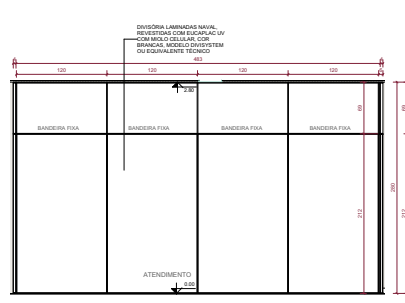 DIVISÓRIA LAMINADAS NAVAL,
REVESTIDAS COM EUCAPLAC UV
COM MIOLO CELULAR, COR
BRANCAS, MODELO DIVISYSTEM
OU EQUIVALENTE TÉCNICO
483
120 120 120 120
2.80
69
BANDEIRA FIXA BANDEIRA FIXA BANDEIRA FIXA BANDEIRA FIXA
280
212
212
ATENDIMENTO
0.00